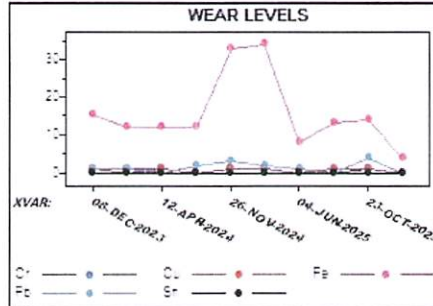 WEAR LEVELS
30
20
10
0
XVAR:
08-DEC-2023
12-APR-2024
26-NOV-2024
04-JUN-2025
Cr
Cu
Fe
Pb
Sn